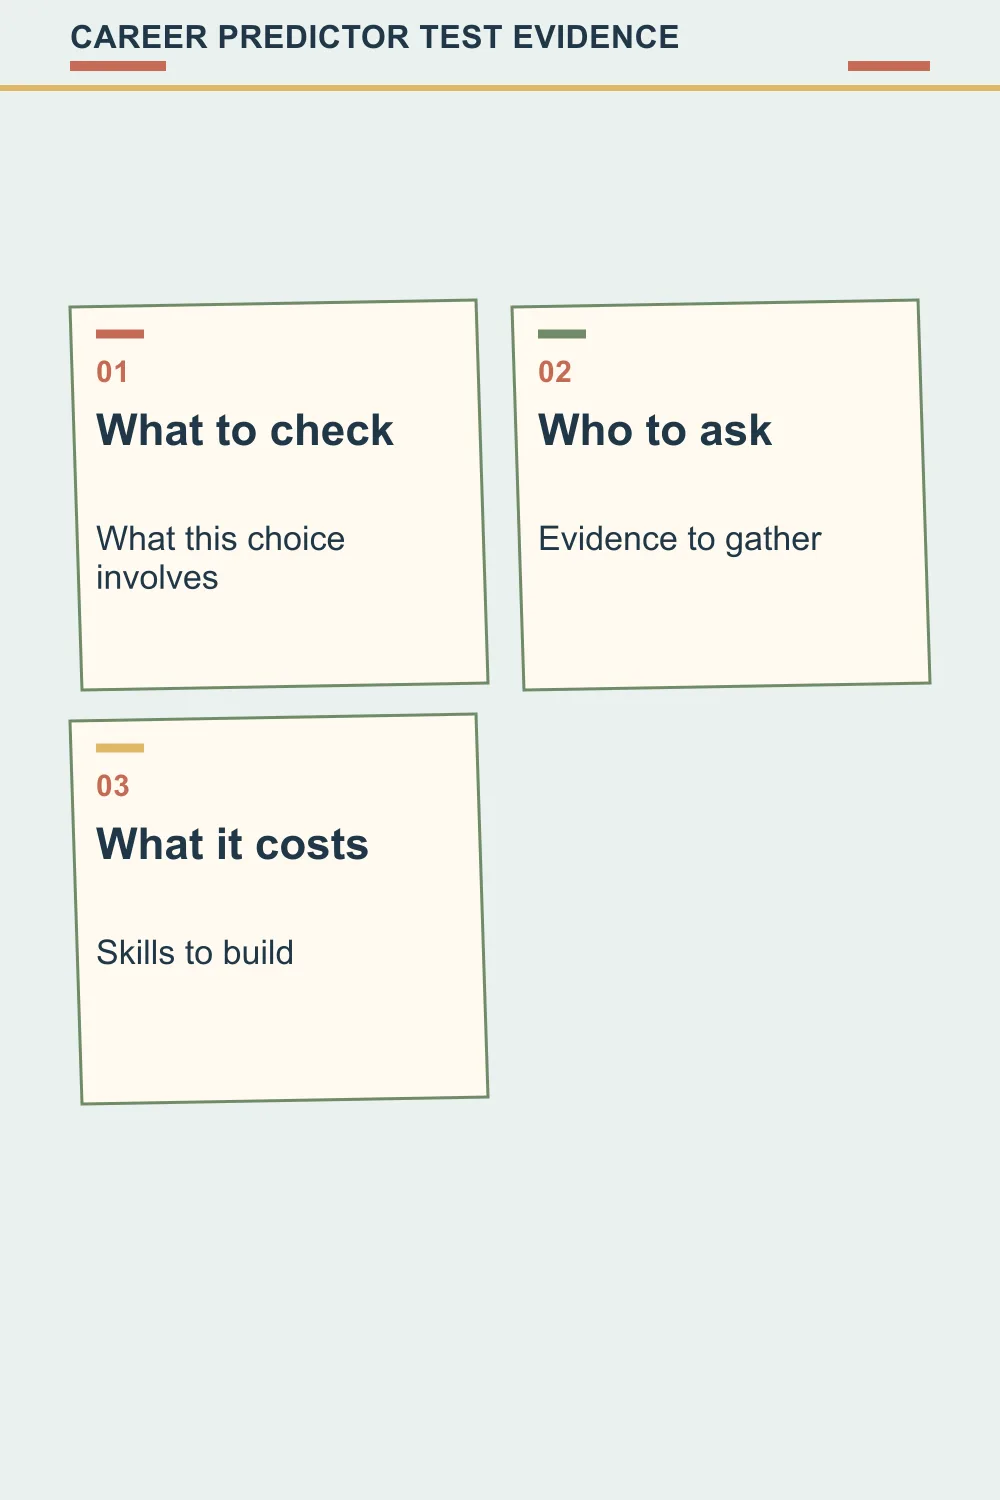 CAREER PREDICTOR TEST EVIDENCE
01
What to check
What this choice
involves
02
Who to ask
Evidence to gather
03
What it costs
Skills to build